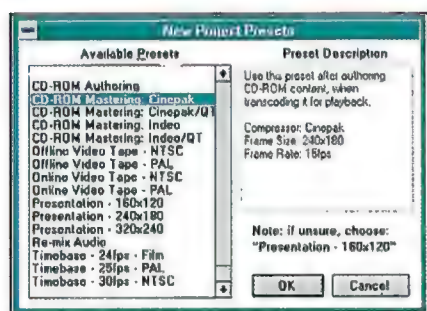 New Project Presets
Available Presets
CD-ROM Authoring
CD-ROM Mastering: Cinepak
CD-ROM Mastering: Cinepak/QT
CD-ROM Mastering: Indeo
CD-ROM Mastering: Indeo/QT
Offline Video Tape - NTSC
Offline Video Tape - PAL
Online Video Tape - NTSC
Online Video Tape - PAL
Presentation - 160x120
Presentation - 240x180
Presentation - 320x240
Re-mix Audio
Timebase - 24fps - Film
Timebase - 25fps - PAL
Timebase - 30fps - NTSC
Preset Description
Use this preset after authoring
CD-ROM content, when
transcoding it for playback.
Compressor: Cinepak
Frame Size: 240x180
Frame Rate: 15fps
Note: if unsure, choose:
"Presentation - 160x120"
OK
Cancel